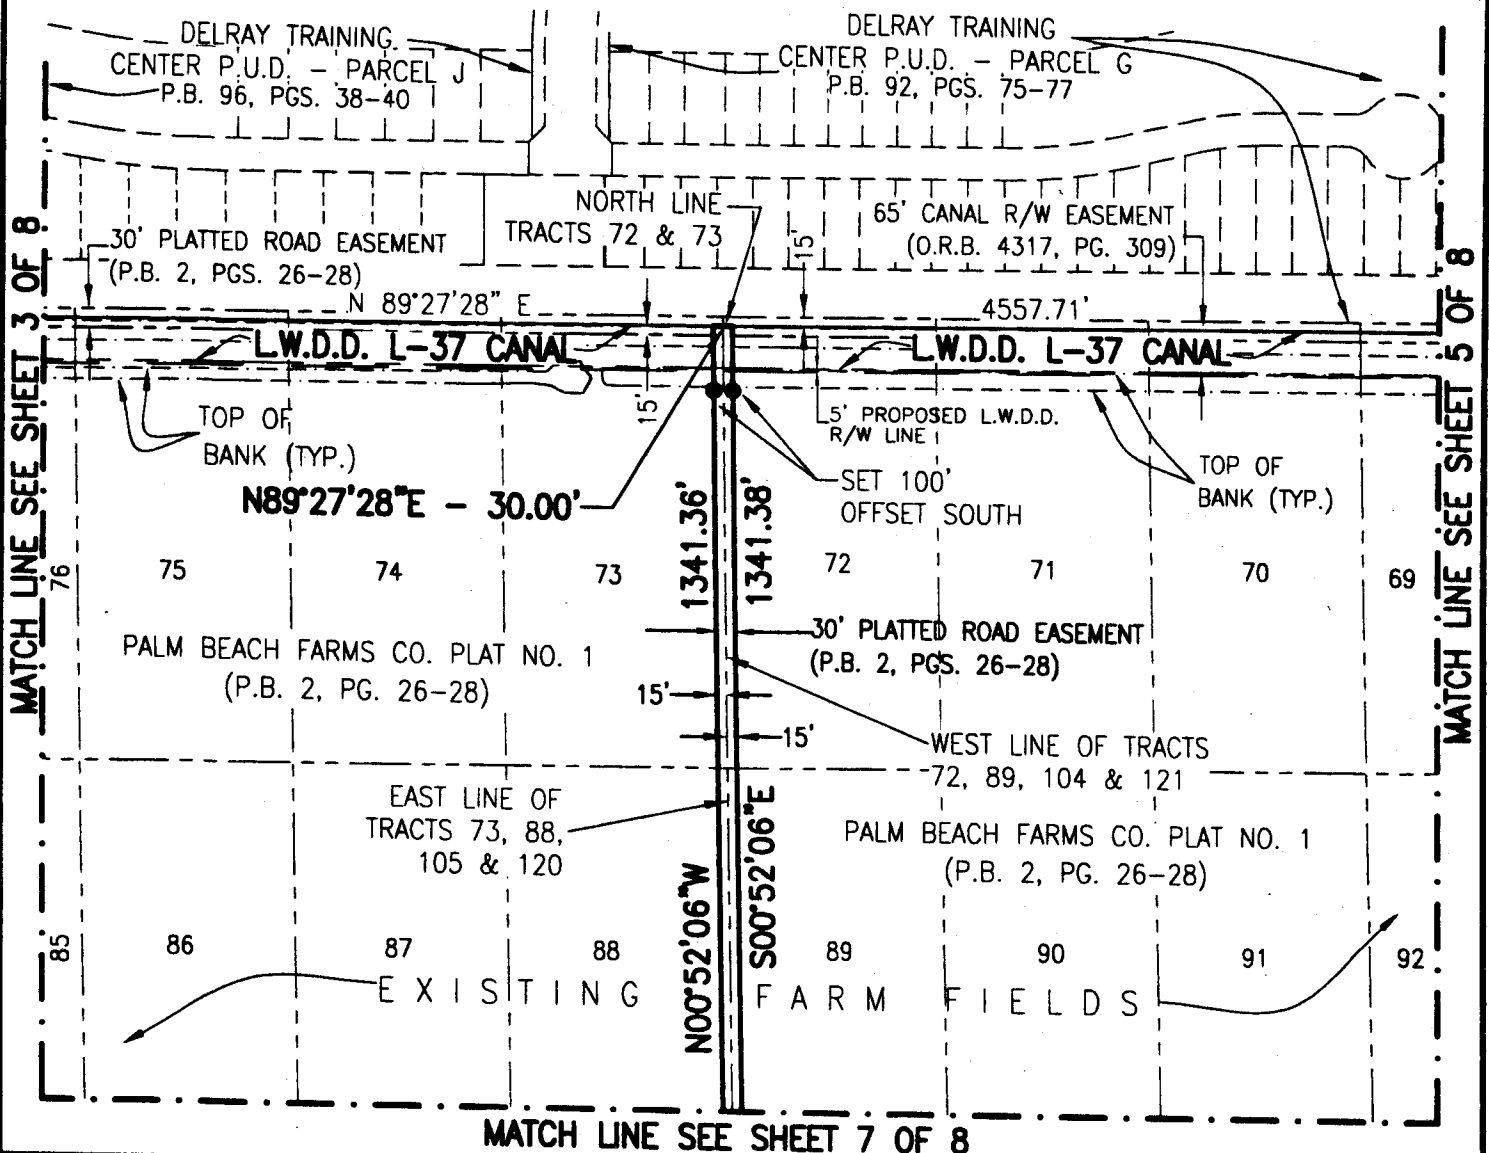 DELRAY TRAINING
CENTER P.U.D. - PARCEL J
P.B. 96, PGS. 38-40
DELRAY TRAINING
CENTER P.U.D. - PARCEL G
P.B. 92, PGS. 75-77
NORTH LINE
TRACTS 72 & 73
65' CANAL R/W EASEMENT
(O.R.B. 4317, PG. 309)
15'
30' PLATTED ROAD EASEMENT
(P.B. 2, PGS. 26-28)
N 89°27'28" E
4557.71'
L.W.D.D. L-37 CANAL
L.W.D.D. L-37 CANAL
15'
5' PROPOSED L.W.D.D.
R/W LINE
TOP OF
BANK (TYP.)
SET 100'
OFFSET SOUTH
TOP OF
BANK (TYP.)
N89°27'28"E - 30.00'
1341.36'
1341.38'
76
75
74
73
72
71
70
69
30' PLATTED ROAD EASEMENT
(P.B. 2, PGS. 26-28)
PALM BEACH FARMS CO. PLAT NO. 1
(P.B. 2, PG. 26-28)
15'
15'
WEST LINE OF TRACTS
72, 89, 104 & 121
EAST LINE OF
TRACTS 73, 88,
105 & 120
PALM BEACH FARMS CO. PLAT NO. 1
(P.B. 2, PG. 26-28)
N00°52'06"W
S00°52'06"E
85
86
87
88
89
90
91
92
EXISTING FARM FIELDS
MATCH LINE SEE SHEET 3 OF 8
MATCH LINE SEE SHEET 5 OF 8
MATCH LINE SEE SHEET 7 OF 8